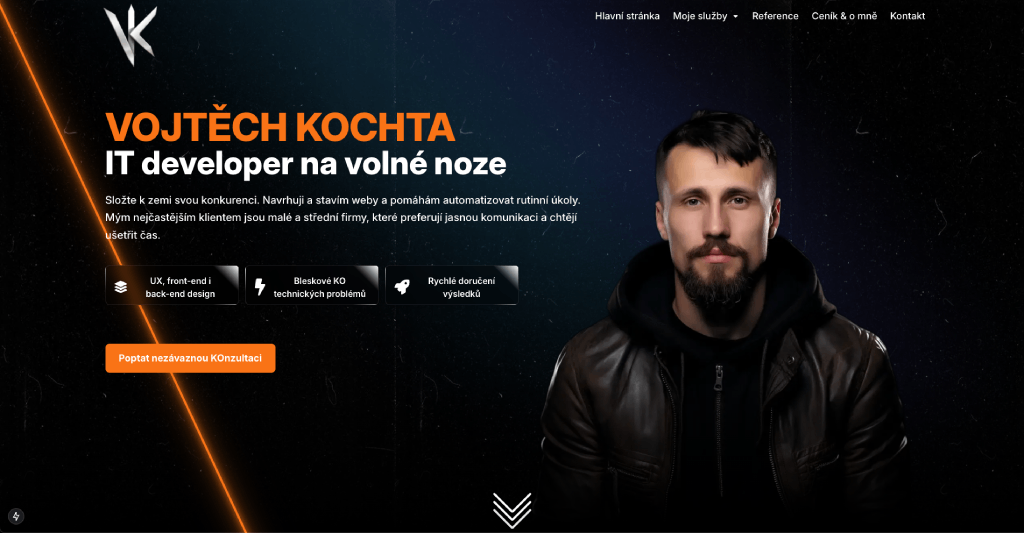 VK
Hlavní stránka
Moje služby
Reference
Ceník & o mně
Kontakt
VOJTĚCH KOCHTA
IT developer na volné noze
Složte k zemi svou konkurenci. Navrhuji a stavím weby a pomáhám automatizovat rutinní úkoly.
Mým nejčastějším klientem jsou malé a střední firmy, které preferují jasnou komunikaci a chtějí
ušetřit čas.
UX, front-end i
back-end design
Bleskové KO
technických problémů
Rychlé doručení
výsledků
Poptat nezávaznou KOnzultaci